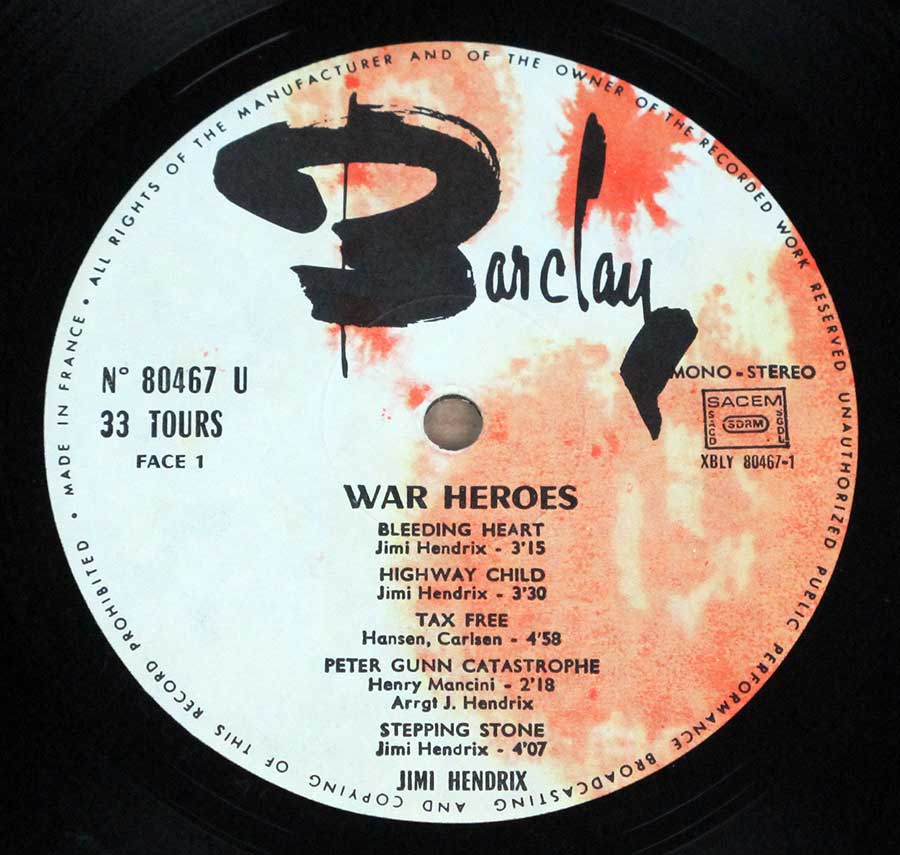 ALL RIGHTS OF THE MANUFACTURER AND OF THE OWNER OF THE RECORDED WORK RESERVED UNAUTHORIZED PUBLIC PERFORMANCE BROADCASTING AND COPYING OF THIS RECORD PROHIBITED • MADE IN FRANCE •
Barclay
N° 80467 U
33 TOURS
FACE 1
MONO - STEREO
SACEM
SACD SDRM SGDL
XBLY 80467-1
WAR HEROES
BLEEDING HEART
Jimi Hendrix - 3'15
HIGHWAY CHILD
Jimi Hendrix - 3'30
TAX FREE
Hansen, Carlsen - 4'58
PETER GUNN CATASTROPHE
Henry Mancini - 2'18
Arrgt J. Hendrix
STEPPING STONE
Jimi Hendrix - 4'07
JIMI HENDRIX